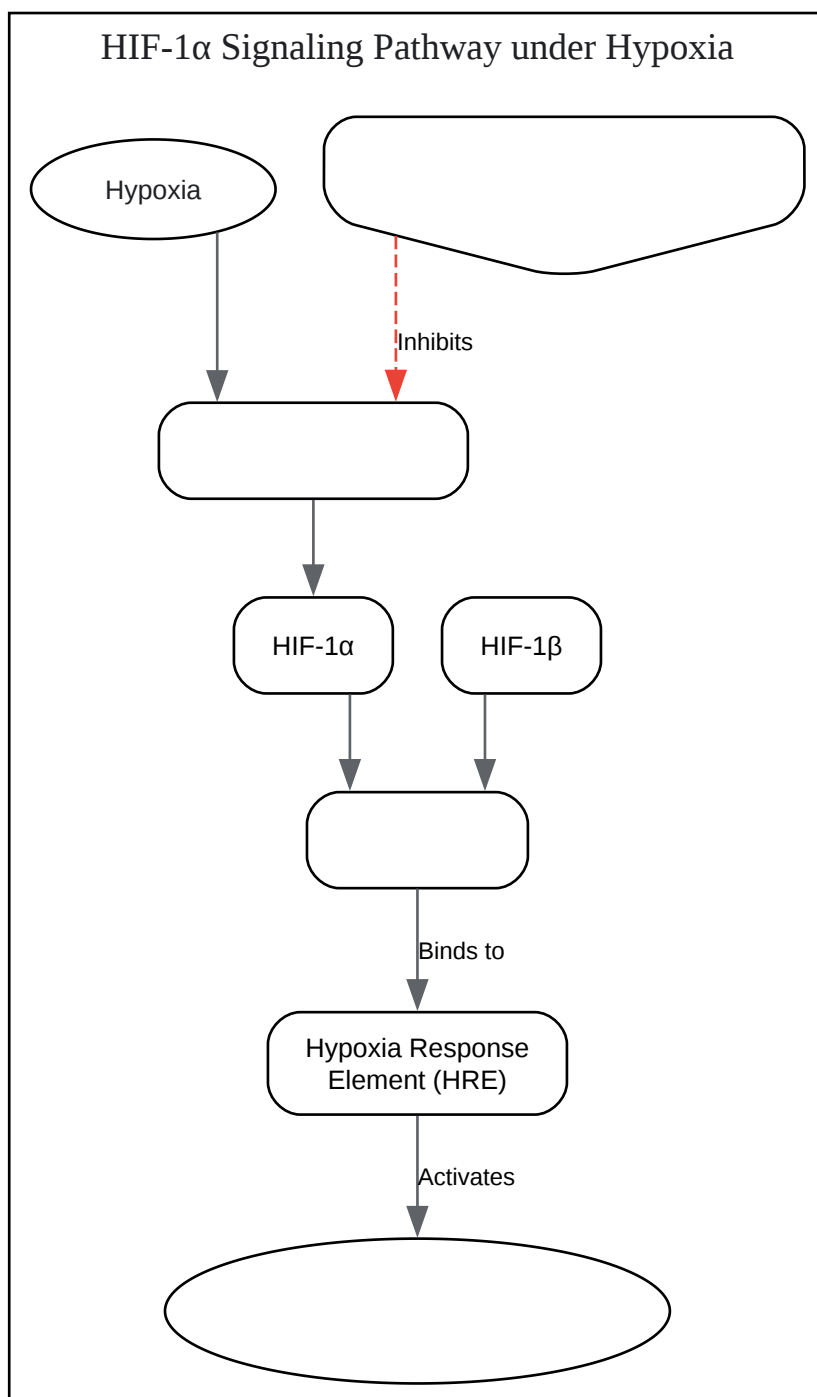 HIF-1α Signaling Pathway under Hypoxia
Hypoxia
Inhibits
HIF-1α
HIF-1β
Binds to
Hypoxia Response
Element (HRE)
Activates